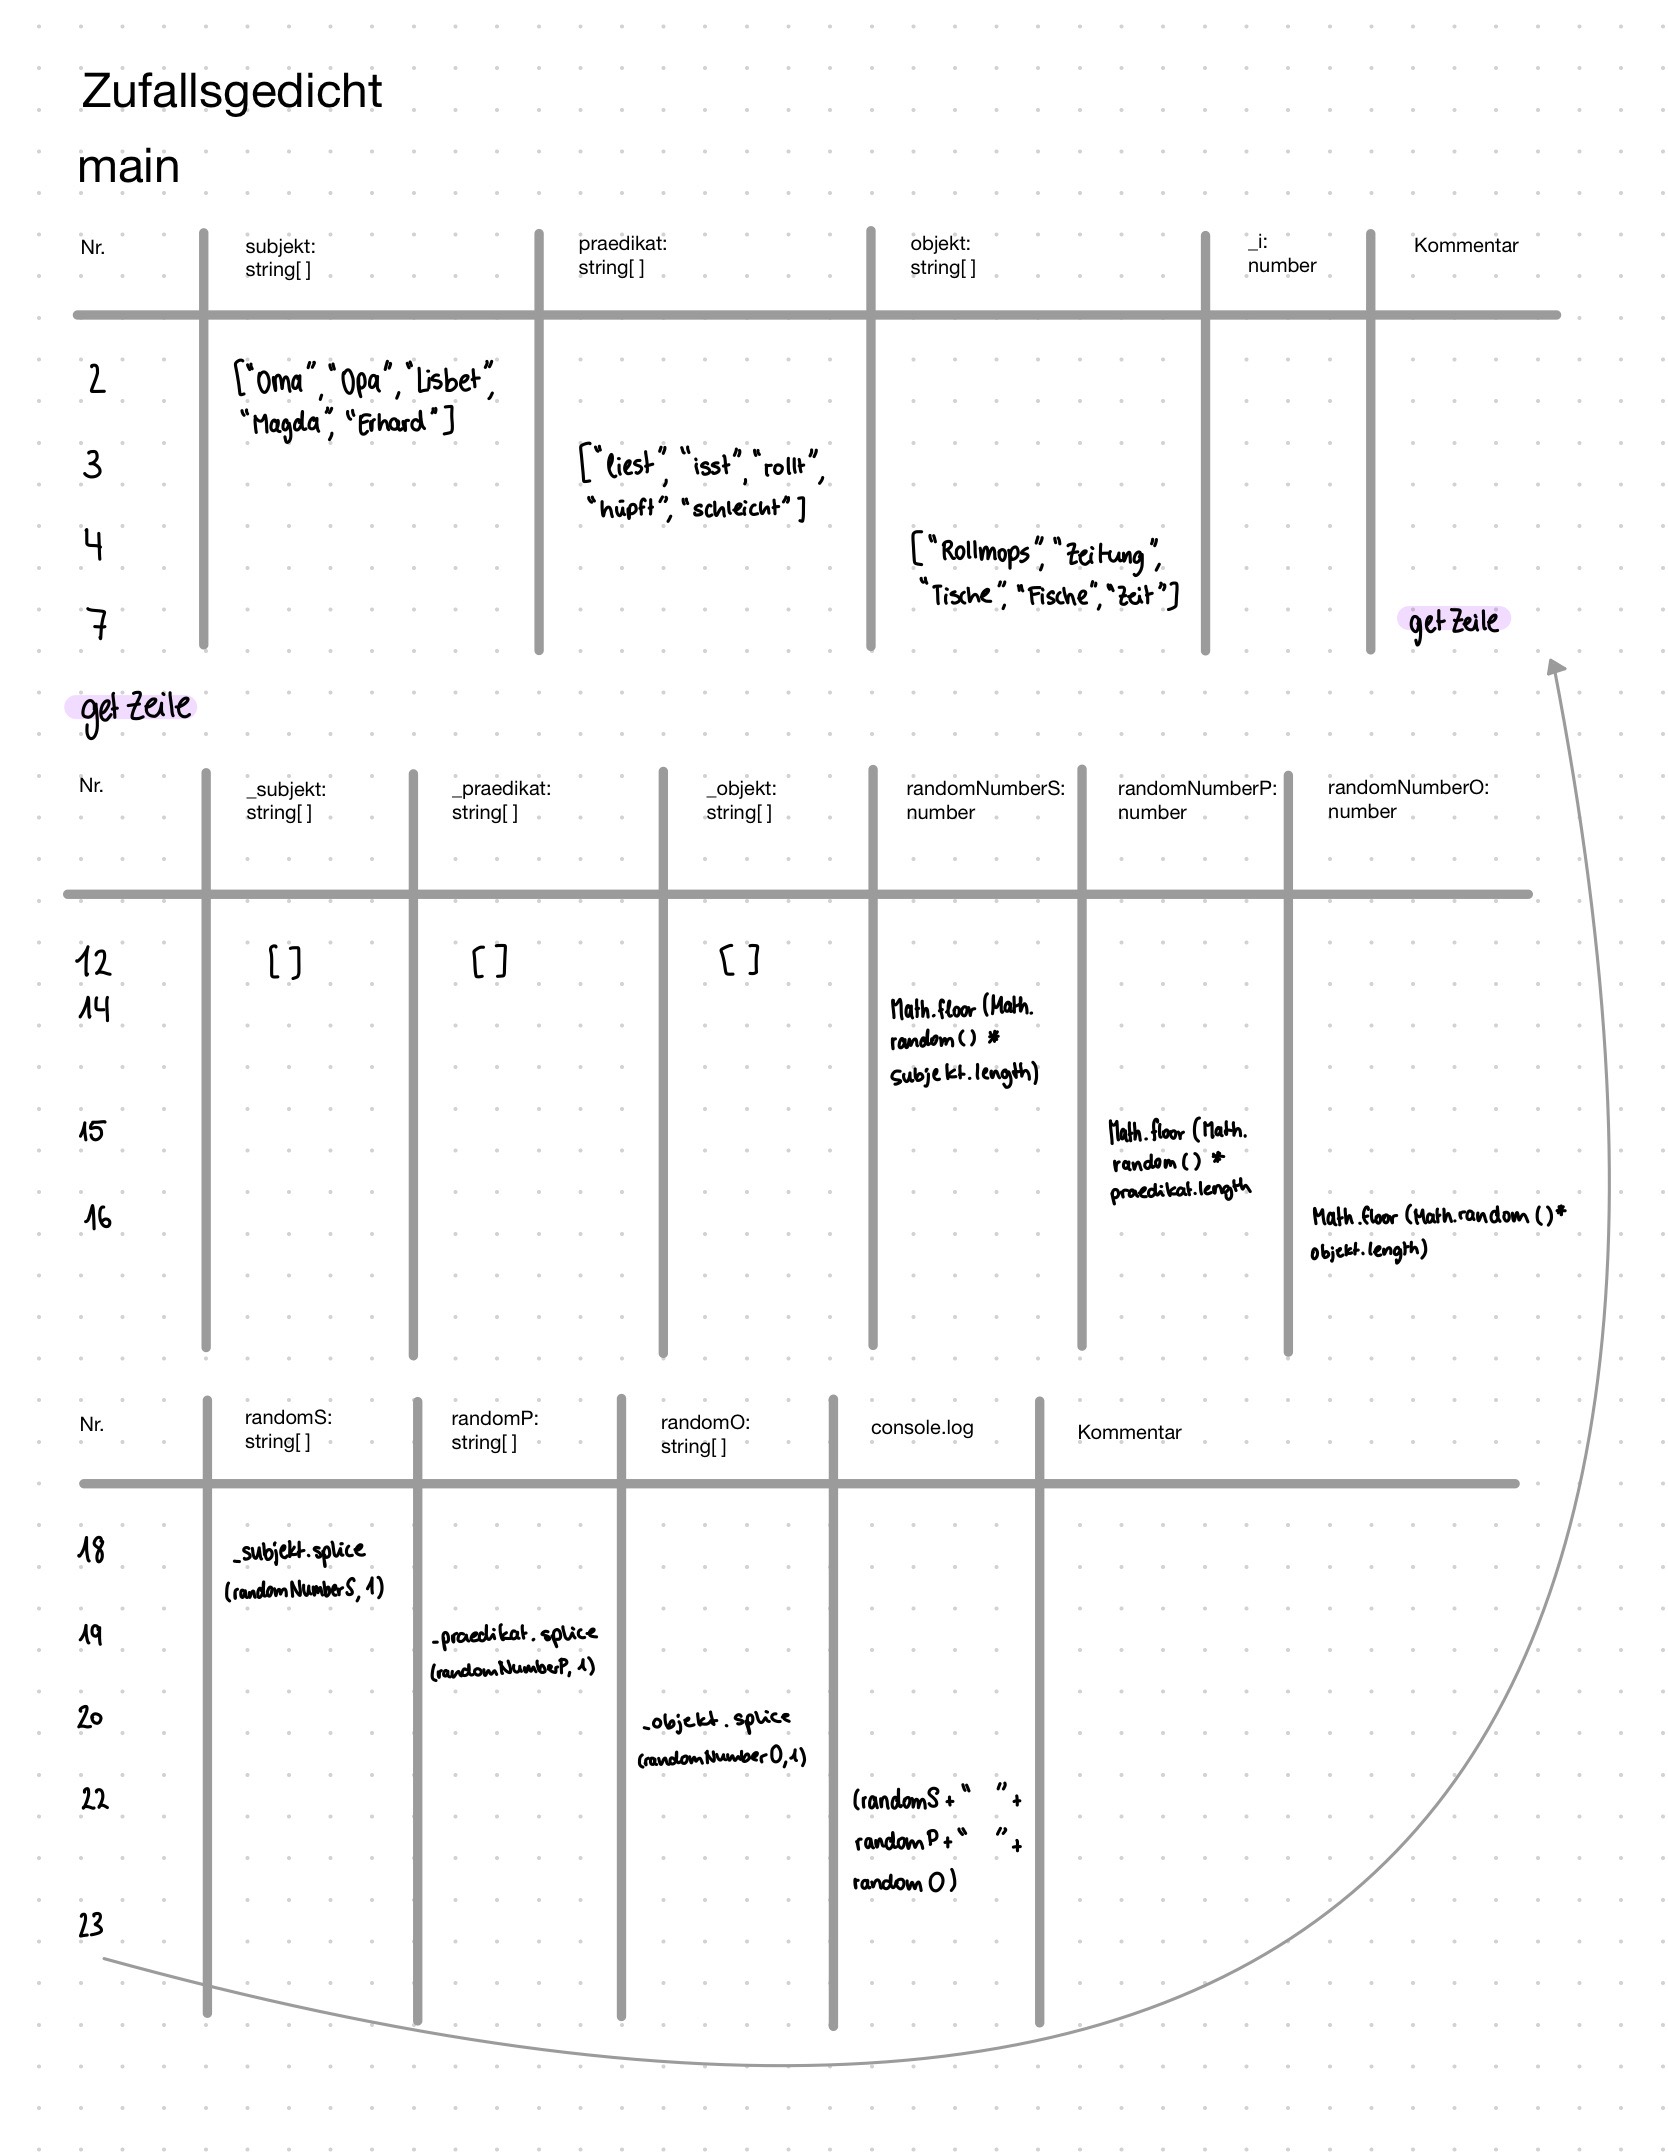 Zufallsgedicht
main
Nr.
subjekt:
string[ ]
praedikat:
string[ ]
objekt:
string[ ]
_i:
number
Kommentar
2
["Oma", "Opa", "Lisbet",
"Magda", "Erhard"]
3
["liest", "isst", "rollt",
"hüpft", "schleicht"]
4
["Rollmops", "Zeitung",
"Tische", "Fische", "Zeit"]
7
getZeile
getZeile
Nr.
_subjekt:
string[ ]
_praedikat:
string[ ]
_objekt:
string[ ]
randomNumberS:
number
randomNumberP:
number
randomNumberO:
number
12
[ ]
[ ]
[ ]
14
Math.floor (Math.
random () *
subjekt.length)
15
Math.floor (Math.
random () *
praedikat.length
16
Math.floor (Math.random ()*
objekt.length)
Nr.
randomS:
string[ ]
randomP:
string[ ]
randomO:
string[ ]
console.log
Kommentar
18
_subjekt.splice
(randomNumberS, 1)
19
_praedikat.splice
(randomNumberP, 1)
20
_objekt.splice
(randomNumberO, 1)
22
(randomS + " " +
randomP + " " +
randomO)
23